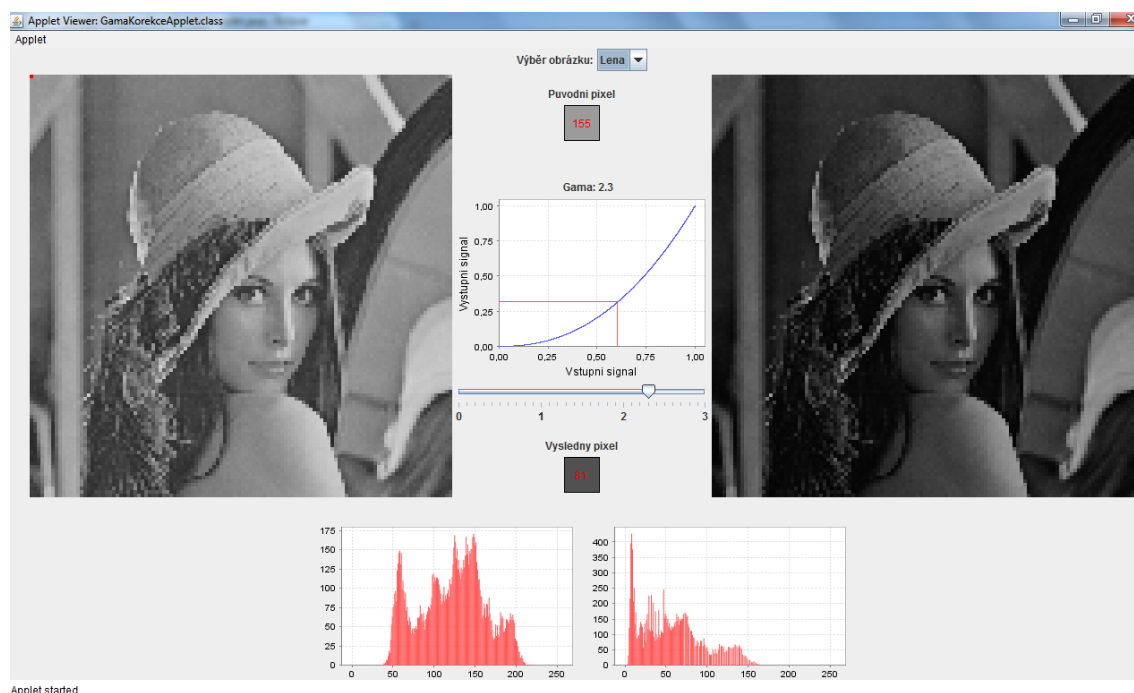 Applet Viewer: GamaKorekceApplet.class
Applet
Výběr obrázku: Lena
Puvodni pixel
155
Gama: 2.3
1,00
0,75
0,50
0,25
0,00
Vystupni signal
0,00 0,25 0,50 0,75 1,00
Vstupni signal
0 1 2 3
Vysledny pixel
81
175
150
125
100
75
50
25
0
0 50 100 150 200 250
400
350
300
250
200
150
100
50
0
0 50 100 150 200 250
Applet started